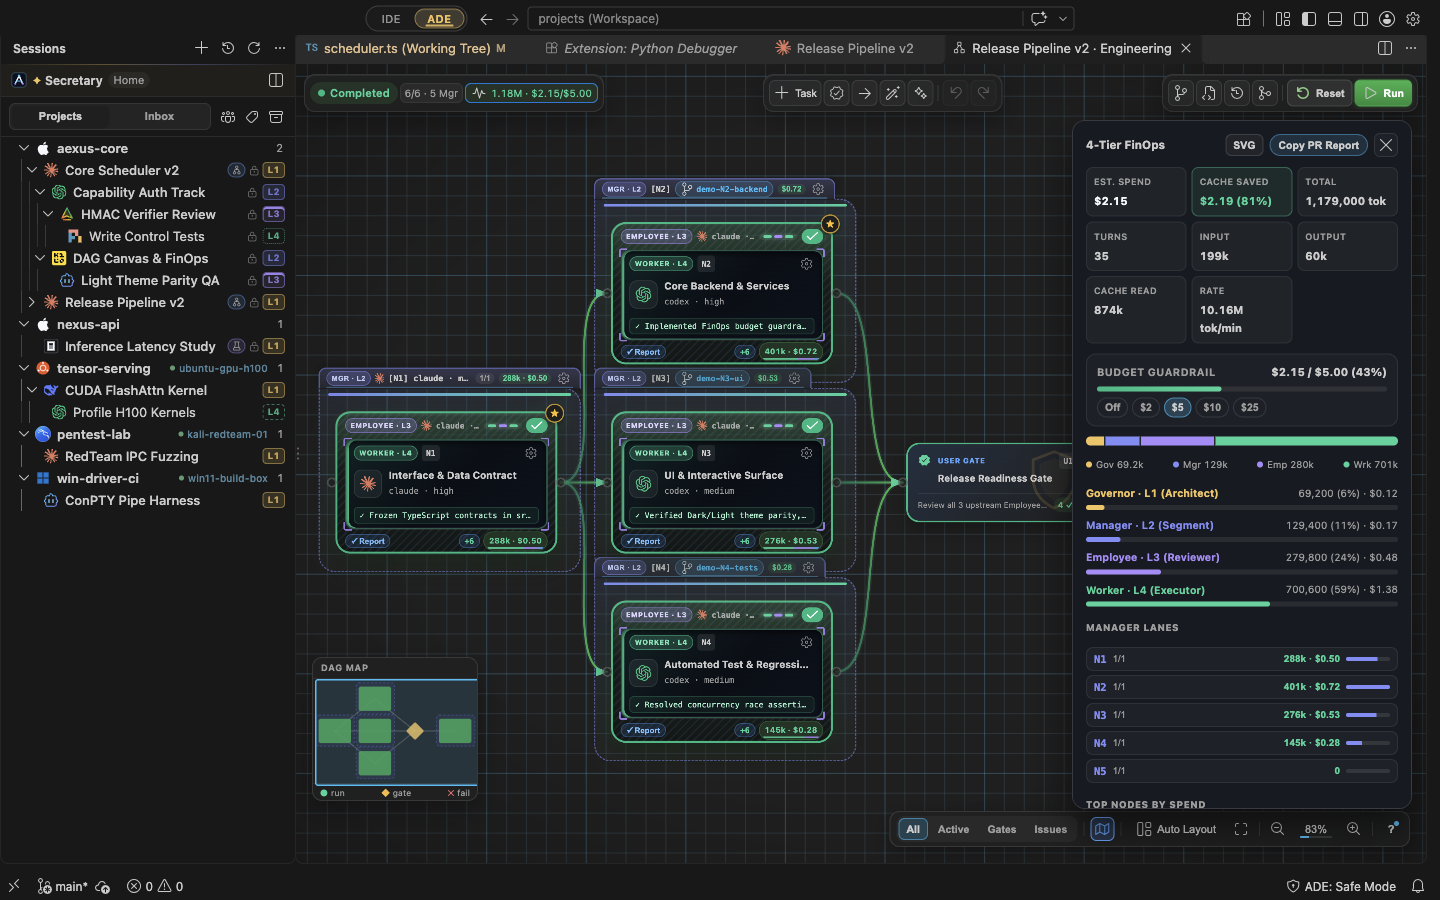 IDE ADE projects (Workspace)
Sessions
TS scheduler.ts (Working Tree) M
Extension: Python Debugger
Release Pipeline v2
Release Pipeline v2 · Engineering
Secretary Home
Projects Inbox
aexus-core 2
Core Scheduler v2 L1
Capability Auth Track L2
HMAC Verifier Review L3
Write Control Tests L4
DAG Canvas & FinOps L2
Light Theme Parity QA L3
Release Pipeline v2 L1
nexus-api 1
Inference Latency Study L1
tensor-serving ubuntu-gpu-h100 1
CUDA FlashAttn Kernel L1
Profile H100 Kernels L4
pentest-lab kali-redteam-01 1
RedTeam IPC Fuzzing L1
win-driver-ci win11-build-box 1
ConPTY Pipe Harness L1
Completed 6/6 · 5 Mgr 1.18M · $2.15/$5.00
Task
Reset Run
MGR · L2 [N1] claude · m... 1/1 288k · $0.50
EMPLOYEE · L3 claude ·...
WORKER · L4 N1
Interface & Data Contract
claude · high
✓ Frozen TypeScript contracts in sr...
✓Report +6 288k · $0.50
MGR · L2 [N2] demo-N2-backend $0.72
EMPLOYEE · L3 claude ·...
WORKER · L4 N2
Core Backend & Services
codex · high
✓ Implemented FinOps budget guardra...
✓Report +6 401k · $0.72
MGR · L2 [N3] demo-N3-ui $0.53
EMPLOYEE · L3 claude ·...
WORKER · L4 N3
UI & Interactive Surface
codex · medium
✓ Verified Dark/Light theme parity,...
✓Report +6 276k · $0.53
MGR · L2 [N4] demo-N4-tests $0.28
EMPLOYEE · L3 claude ·...
WORKER · L4 N4
Automated Test & Regressi...
codex · medium
✓ Resolved concurrency race asserti...
✓Report +6 145k · $0.28
USER GATE U1
Release Readiness Gate
Review all 3 upstream Employee... 4 ✓
DAG MAP
run gate fail
4-Tier FinOps SVG Copy PR Report
EST. SPEND
$2.15
CACHE SAVED
$2.19 (81%)
TOTAL
1,179,000 tok
TURNS
35
INPUT
199k
OUTPUT
60k
CACHE READ
874k
RATE
10.16M
tok/min
BUDGET GUARDRAIL $2.15 / $5.00 (43%)
Off $2 $5 $10 $25
Gov 69.2k Mgr 129k Emp 280k Wrk 701k
Governor · L1 (Architect) 69,200 (6%) · $0.12
Manager · L2 (Segment) 129,400 (11%) · $0.17
Employee · L3 (Reviewer) 279,800 (24%) · $0.48
Worker · L4 (Executor) 700,600 (59%) · $1.38
MANAGER LANES
N1 1/1 288k · $0.50
N2 1/1 401k · $0.72
N3 1/1 276k · $0.53
N4 1/1 145k · $0.28
N5 1/1 0
TOP NODES BY SPEND
All Active Gates Issues Auto Layout 83% ?
main* 0 0 ADE: Safe Mode